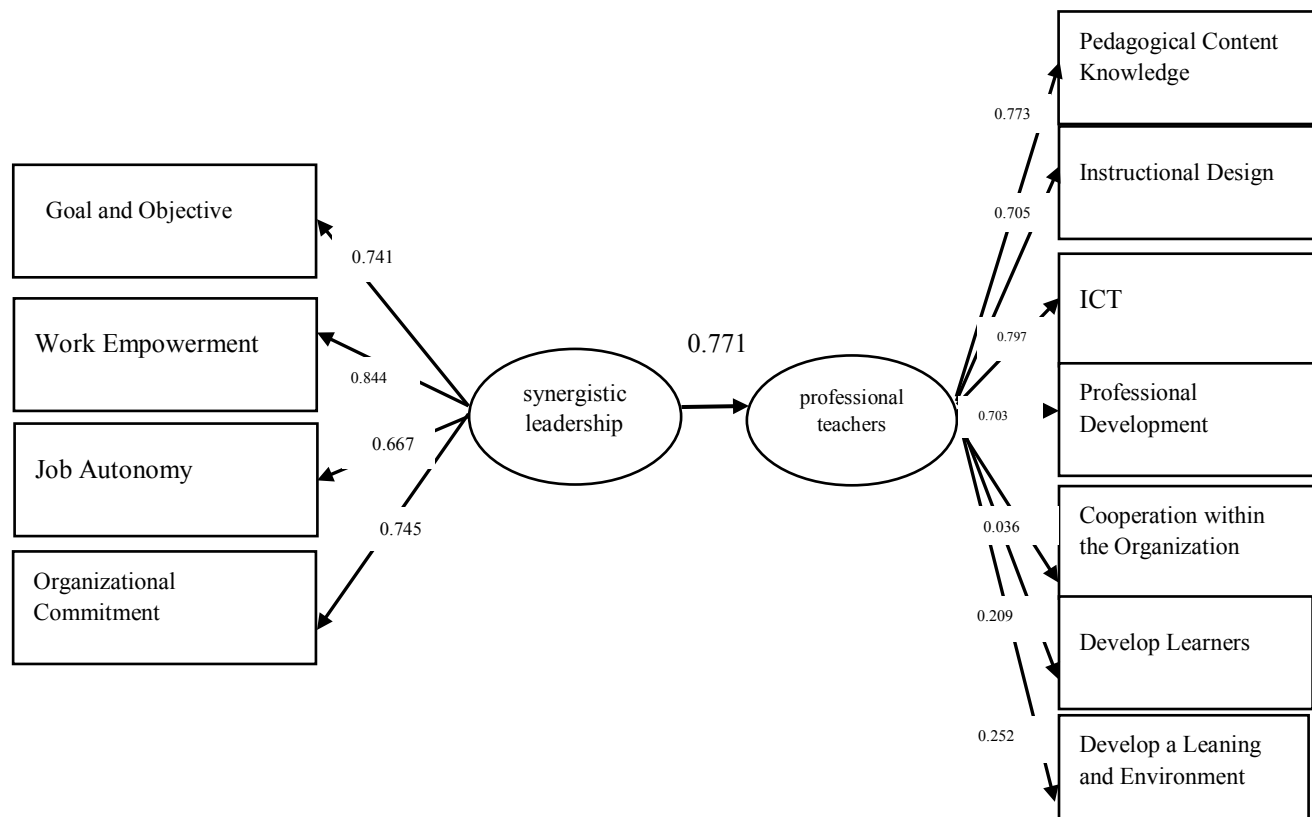 Goal and Objective
Work Empowerment
Job Autonomy
Organizational
Commitment
0.741
0.844
0.667
0.745
synergistic
leadership
0.771
professional
teachers
0.773
0.705
0.797
0.703
0.036
0.209
0.252
Pedagogical Content
Knowledge
Instructional Design
ICT
Professional
Development
Cooperation within
the Organization
Develop Learners
Develop a Leaning
and Environment